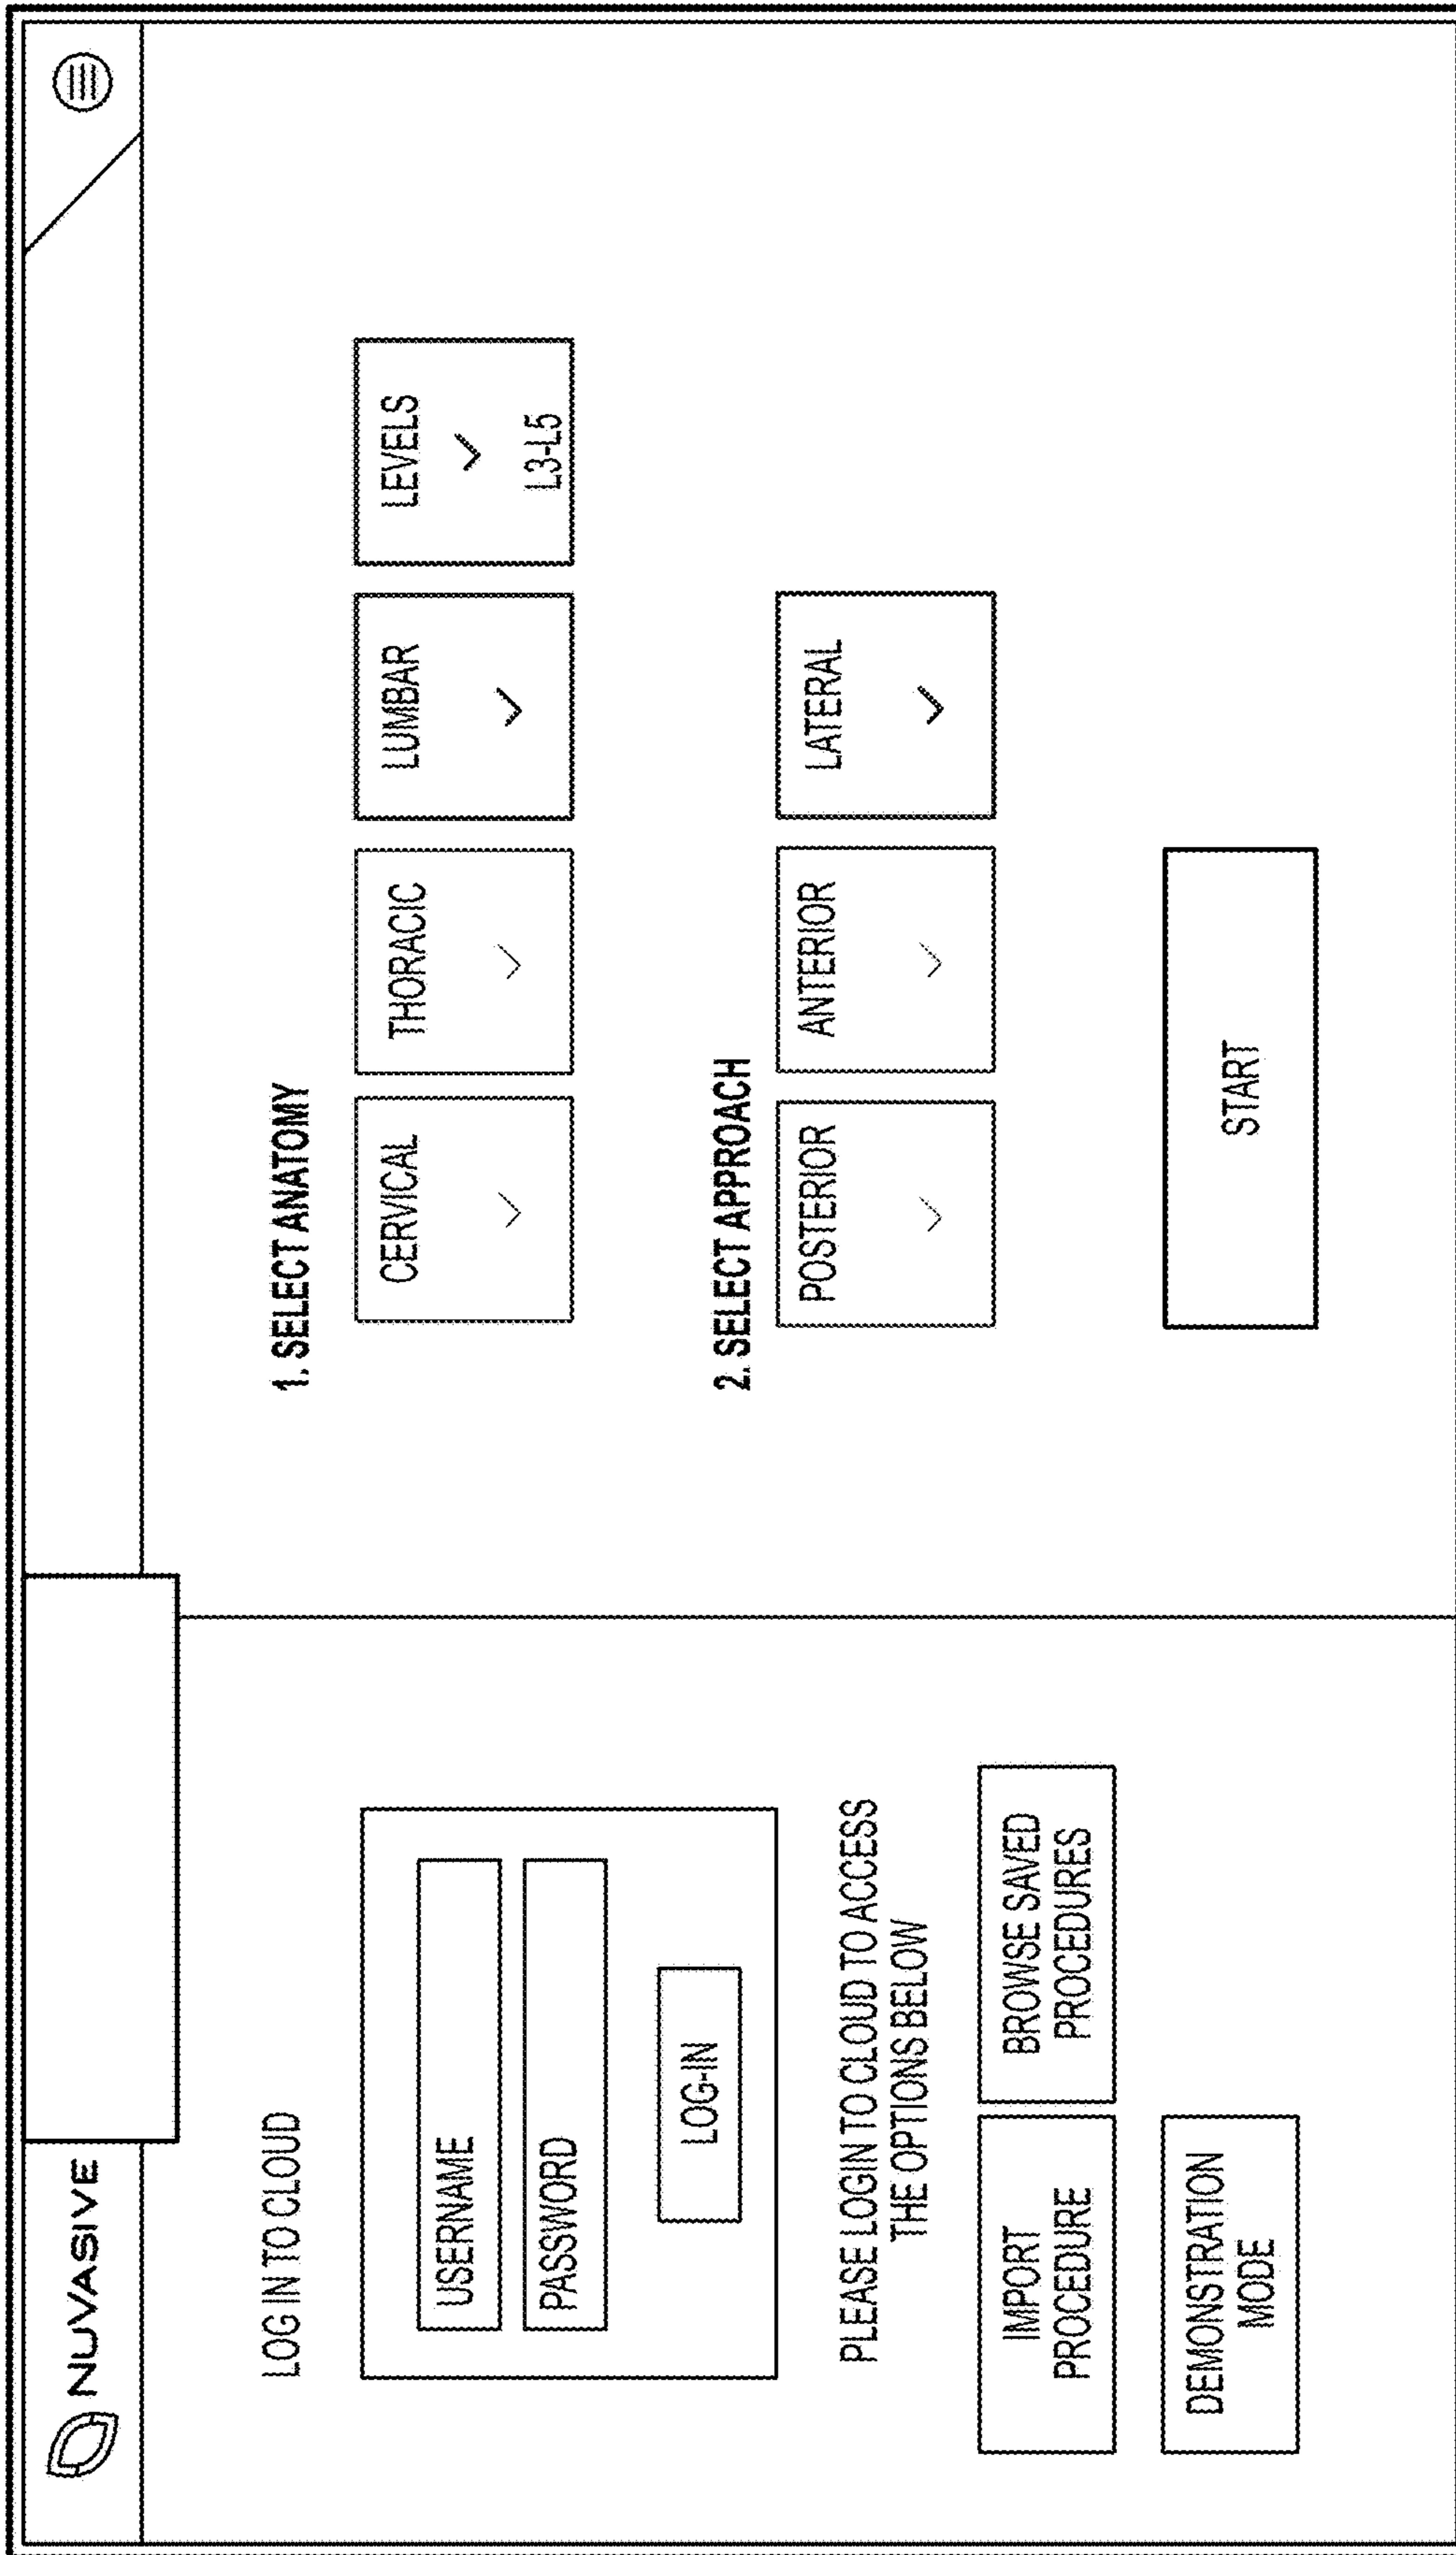 NUVASIVE
LOG IN TO CLOUD
USERNAME
PASSWORD
LOG-IN
PLEASE LOGIN TO CLOUD TO ACCESS
THE OPTIONS BELOW
IMPORT
PROCEDURE
BROWSE SAVED
PROCEDURES
DEMONSTRATION
MODE
1. SELECT ANATOMY
CERVICAL
THORACIC
LUMBAR
LEVELS
L3-L5
2. SELECT APPROACH
POSTERIOR
ANTERIOR
LATERAL
START